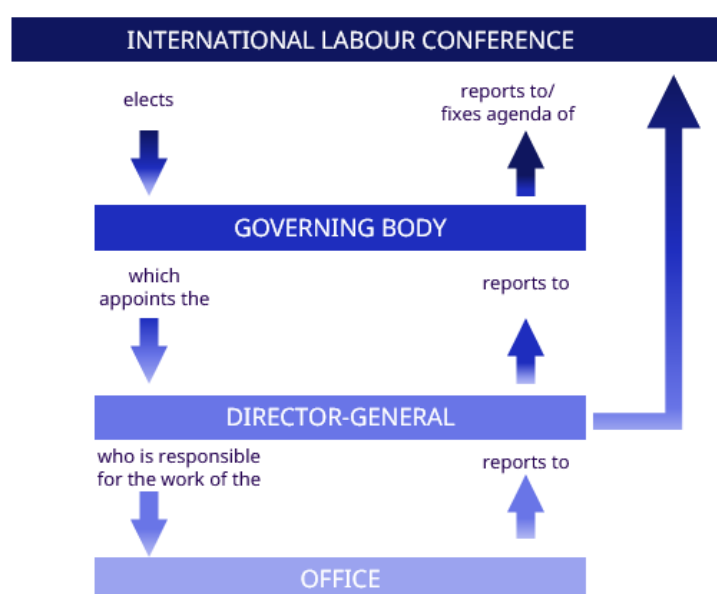 INTERNATIONAL LABOUR CONFERENCE
elects
reports to/
fixes agenda of
GOVERNING BODY
which
appoints the
reports to
DIRECTOR-GENERAL
who is responsible
for the work of the
reports to
OFFICE